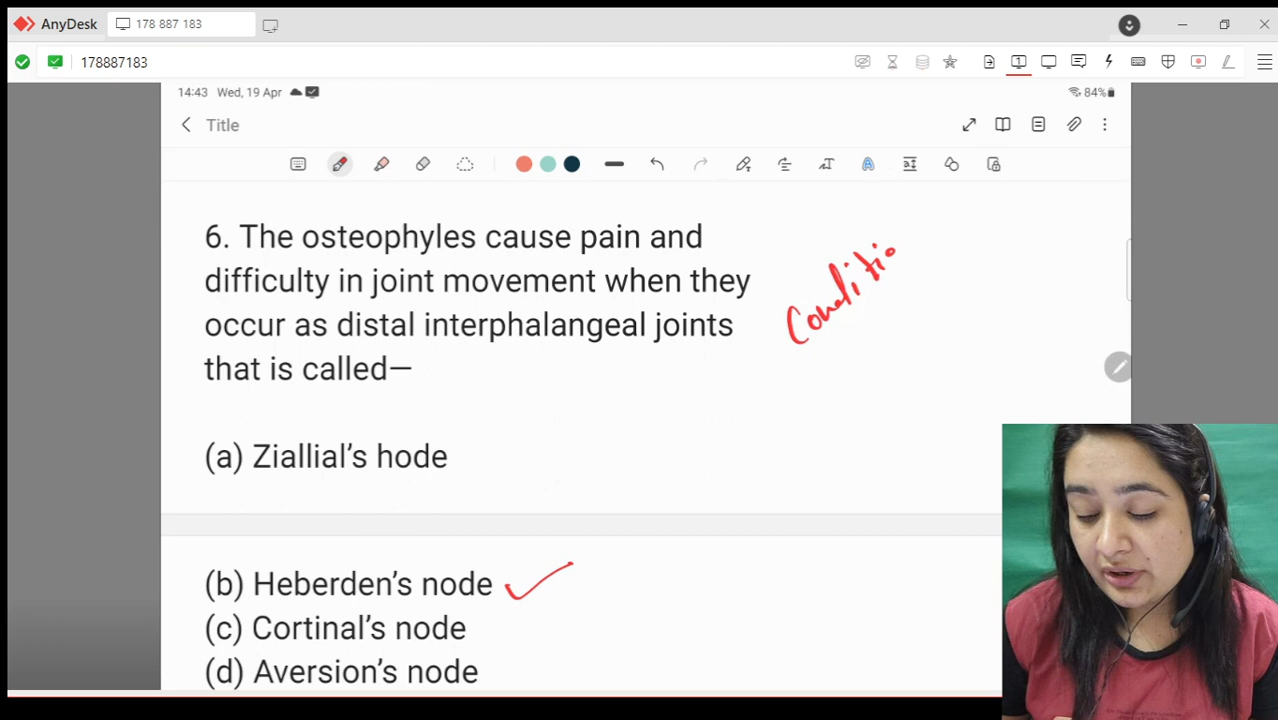 AnyDesk
178 887 183
178887183
14:43 Wed, 19 Apr
84%
Title
6. The osteophyles cause pain and
difficulty in joint movement when they
occur as distal interphalangeal joints
that is called—
Conditio
(a) Ziallial's hode
(b) Heberden's node
(c) Cortinal's node
(d) Aversion's node